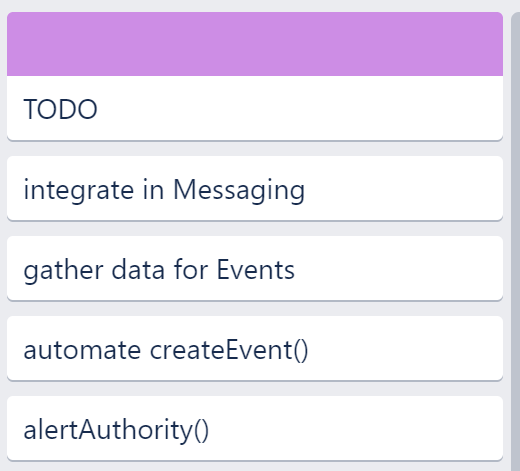 TODO
integrate in Messaging
gather data for Events
automate createEvent()
alertAuthority()